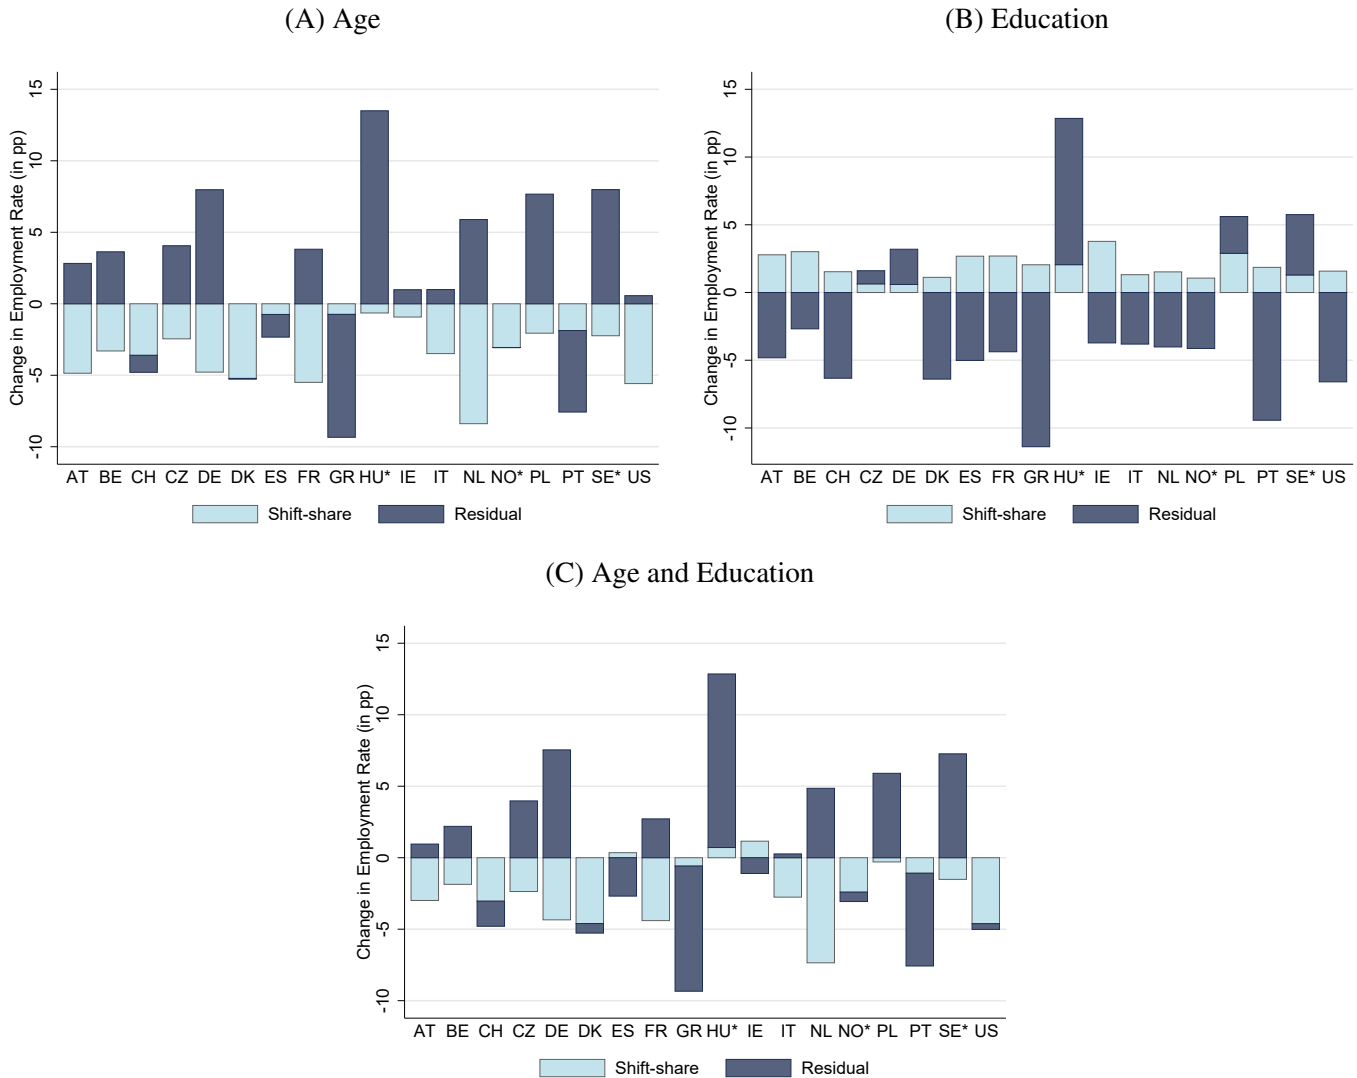 (A) Age
Change in Employment Rate (in pp)
15
10
5
0
-5
-10
AT BE CH CZ DE DK ES FR GR HU* IE IT NL NO* PL PT SE* US
Shift-share Residual
(B) Education
Change in Employment Rate (in pp)
15
10
5
0
-5
-10
AT BE CH CZ DE DK ES FR GR HU* IE IT NL NO* PL PT SE* US
Shift-share Residual
(C) Age and Education
Change in Employment Rate (in pp)
15
10
5
0
-5
-10
AT BE CH CZ DE DK ES FR GR HU* IE IT NL NO* PL PT SE* US
Shift-share Residual